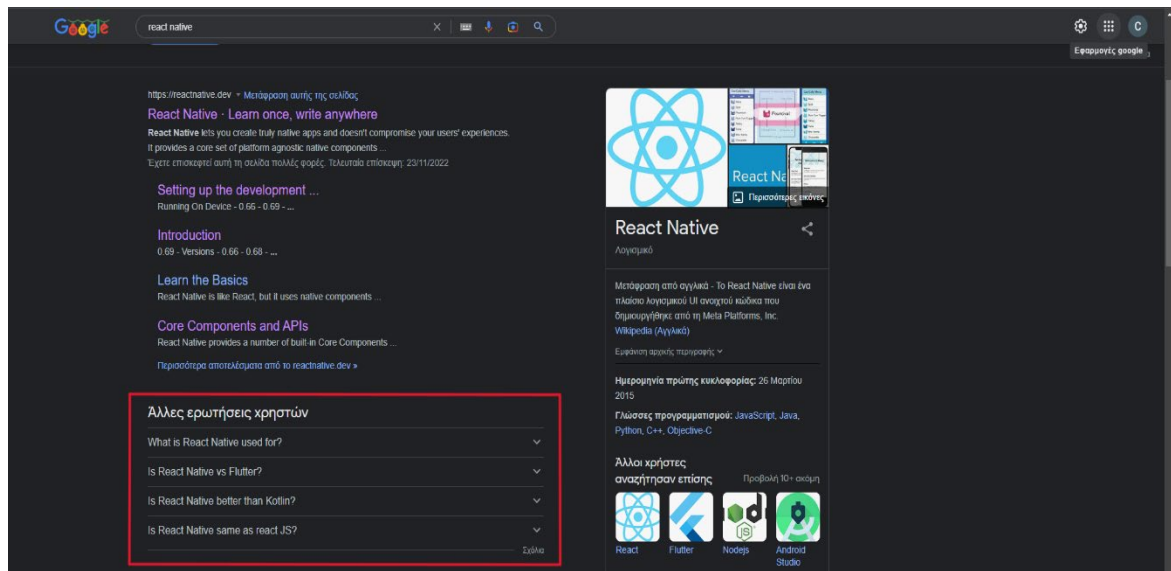 Google
react native
C
Εφαρμογές google
https://reactnative.dev Μετάφραση αυτής της σελίδας
React Native · Learn once, write anywhere
React Native lets you create truly native apps and doesn't compromise your users' experiences.
It provides a core set of platform agnostic native components ...
Έχετε επισκεφτεί αυτή τη σελίδα πολλές φορές. Τελευταία επίσκεψη: 23/11/2022
Setting up the development ...
Running On Device - 0.66 - 0.69 - ...
Introduction
0.69 - Versions - 0.66 - 0.68 - ...
Learn the Basics
React Native is like React, but it uses native components ...
Core Components and APIs
React Native provides a number of built-in Core Components ...
Περισσότερα αποτελέσματα από το reactnative.dev »
Άλλες ερωτήσεις χρηστών
What is React Native used for?
Is React Native vs Flutter?
Is React Native better than Kotlin?
Is React Native same as react JS?
Σχόλια
React Na
Περισσότερες εικόνες
React Native
Λογισμικό
Μετάφραση από αγγλικά - Το React Native είναι ένα
πλαίσιο λογισμικού UI ανοιχτού κώδικα που
δημιουργήθηκε από τη Meta Platforms, Inc.
Wikipedia (Αγγλικά)
Εμφάνιση αρχικής περιγραφής
Ημερομηνία πρώτης κυκλοφορίας: 26 Μαρτίου
2015
Γλώσσες προγραμματισμού: JavaScript, Java,
Python, C++, Objective-C
Άλλοι χρήστες
αναζήτησαν επίσης
Προβολή 10+ ακόμη
React
Flutter
Nodejs
Android
Studio